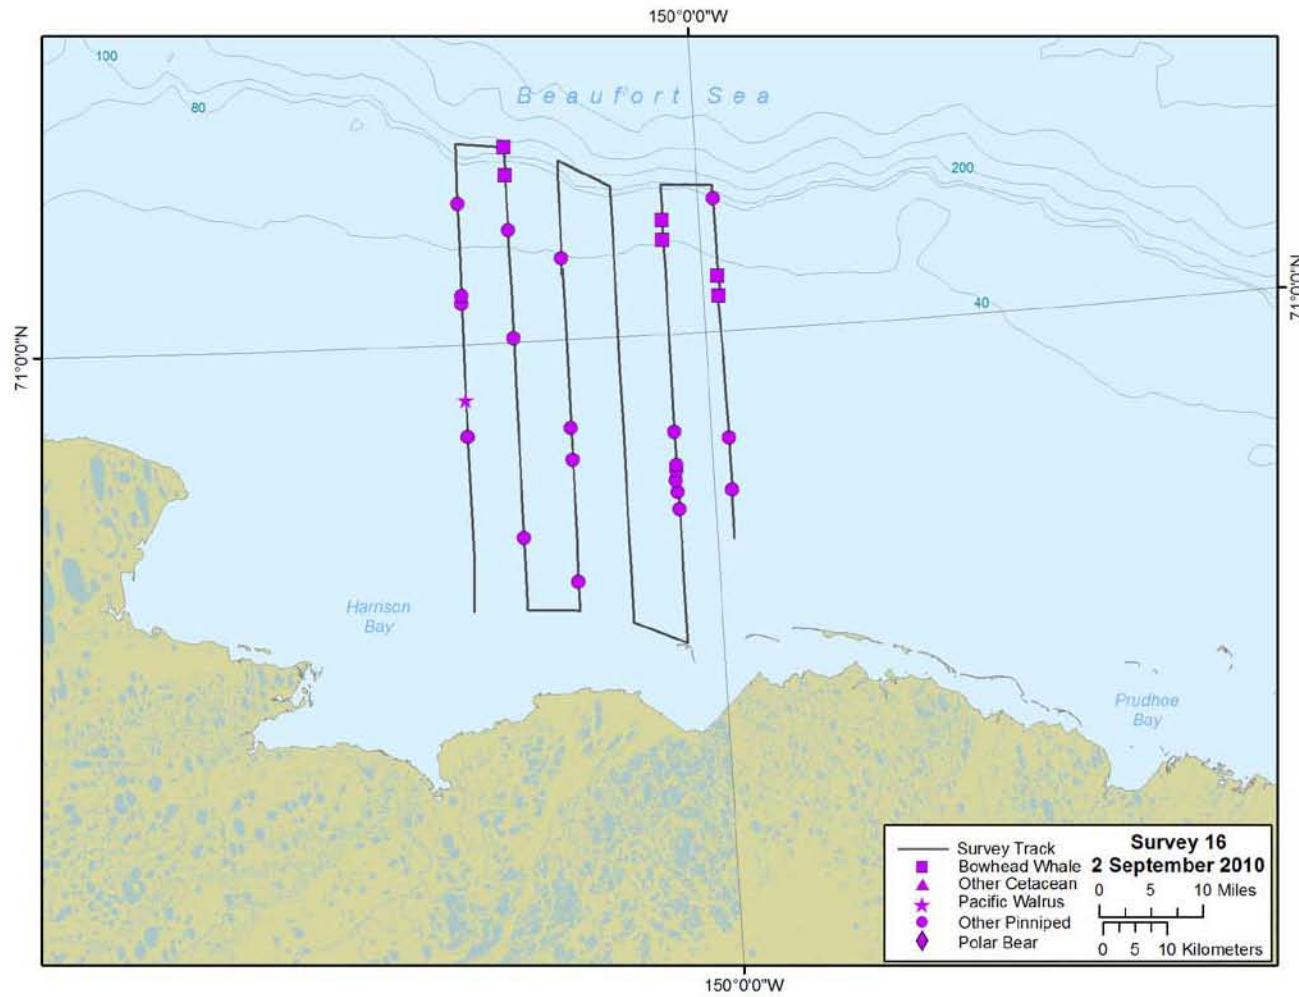 150°0'0"W
100
Beaufort Sea
80
200
71°0'0"N
40
71°0'0"N
Harrison
Bay
Prudhoe
Bay
Survey Track
Bowhead Whale
Other Cetacean
Pacific Walrus
Other Pinniped
Polar Bear
Survey 16
2 September 2010
0 5 10 Miles
0 5 10 Kilometers
150°0'0"W